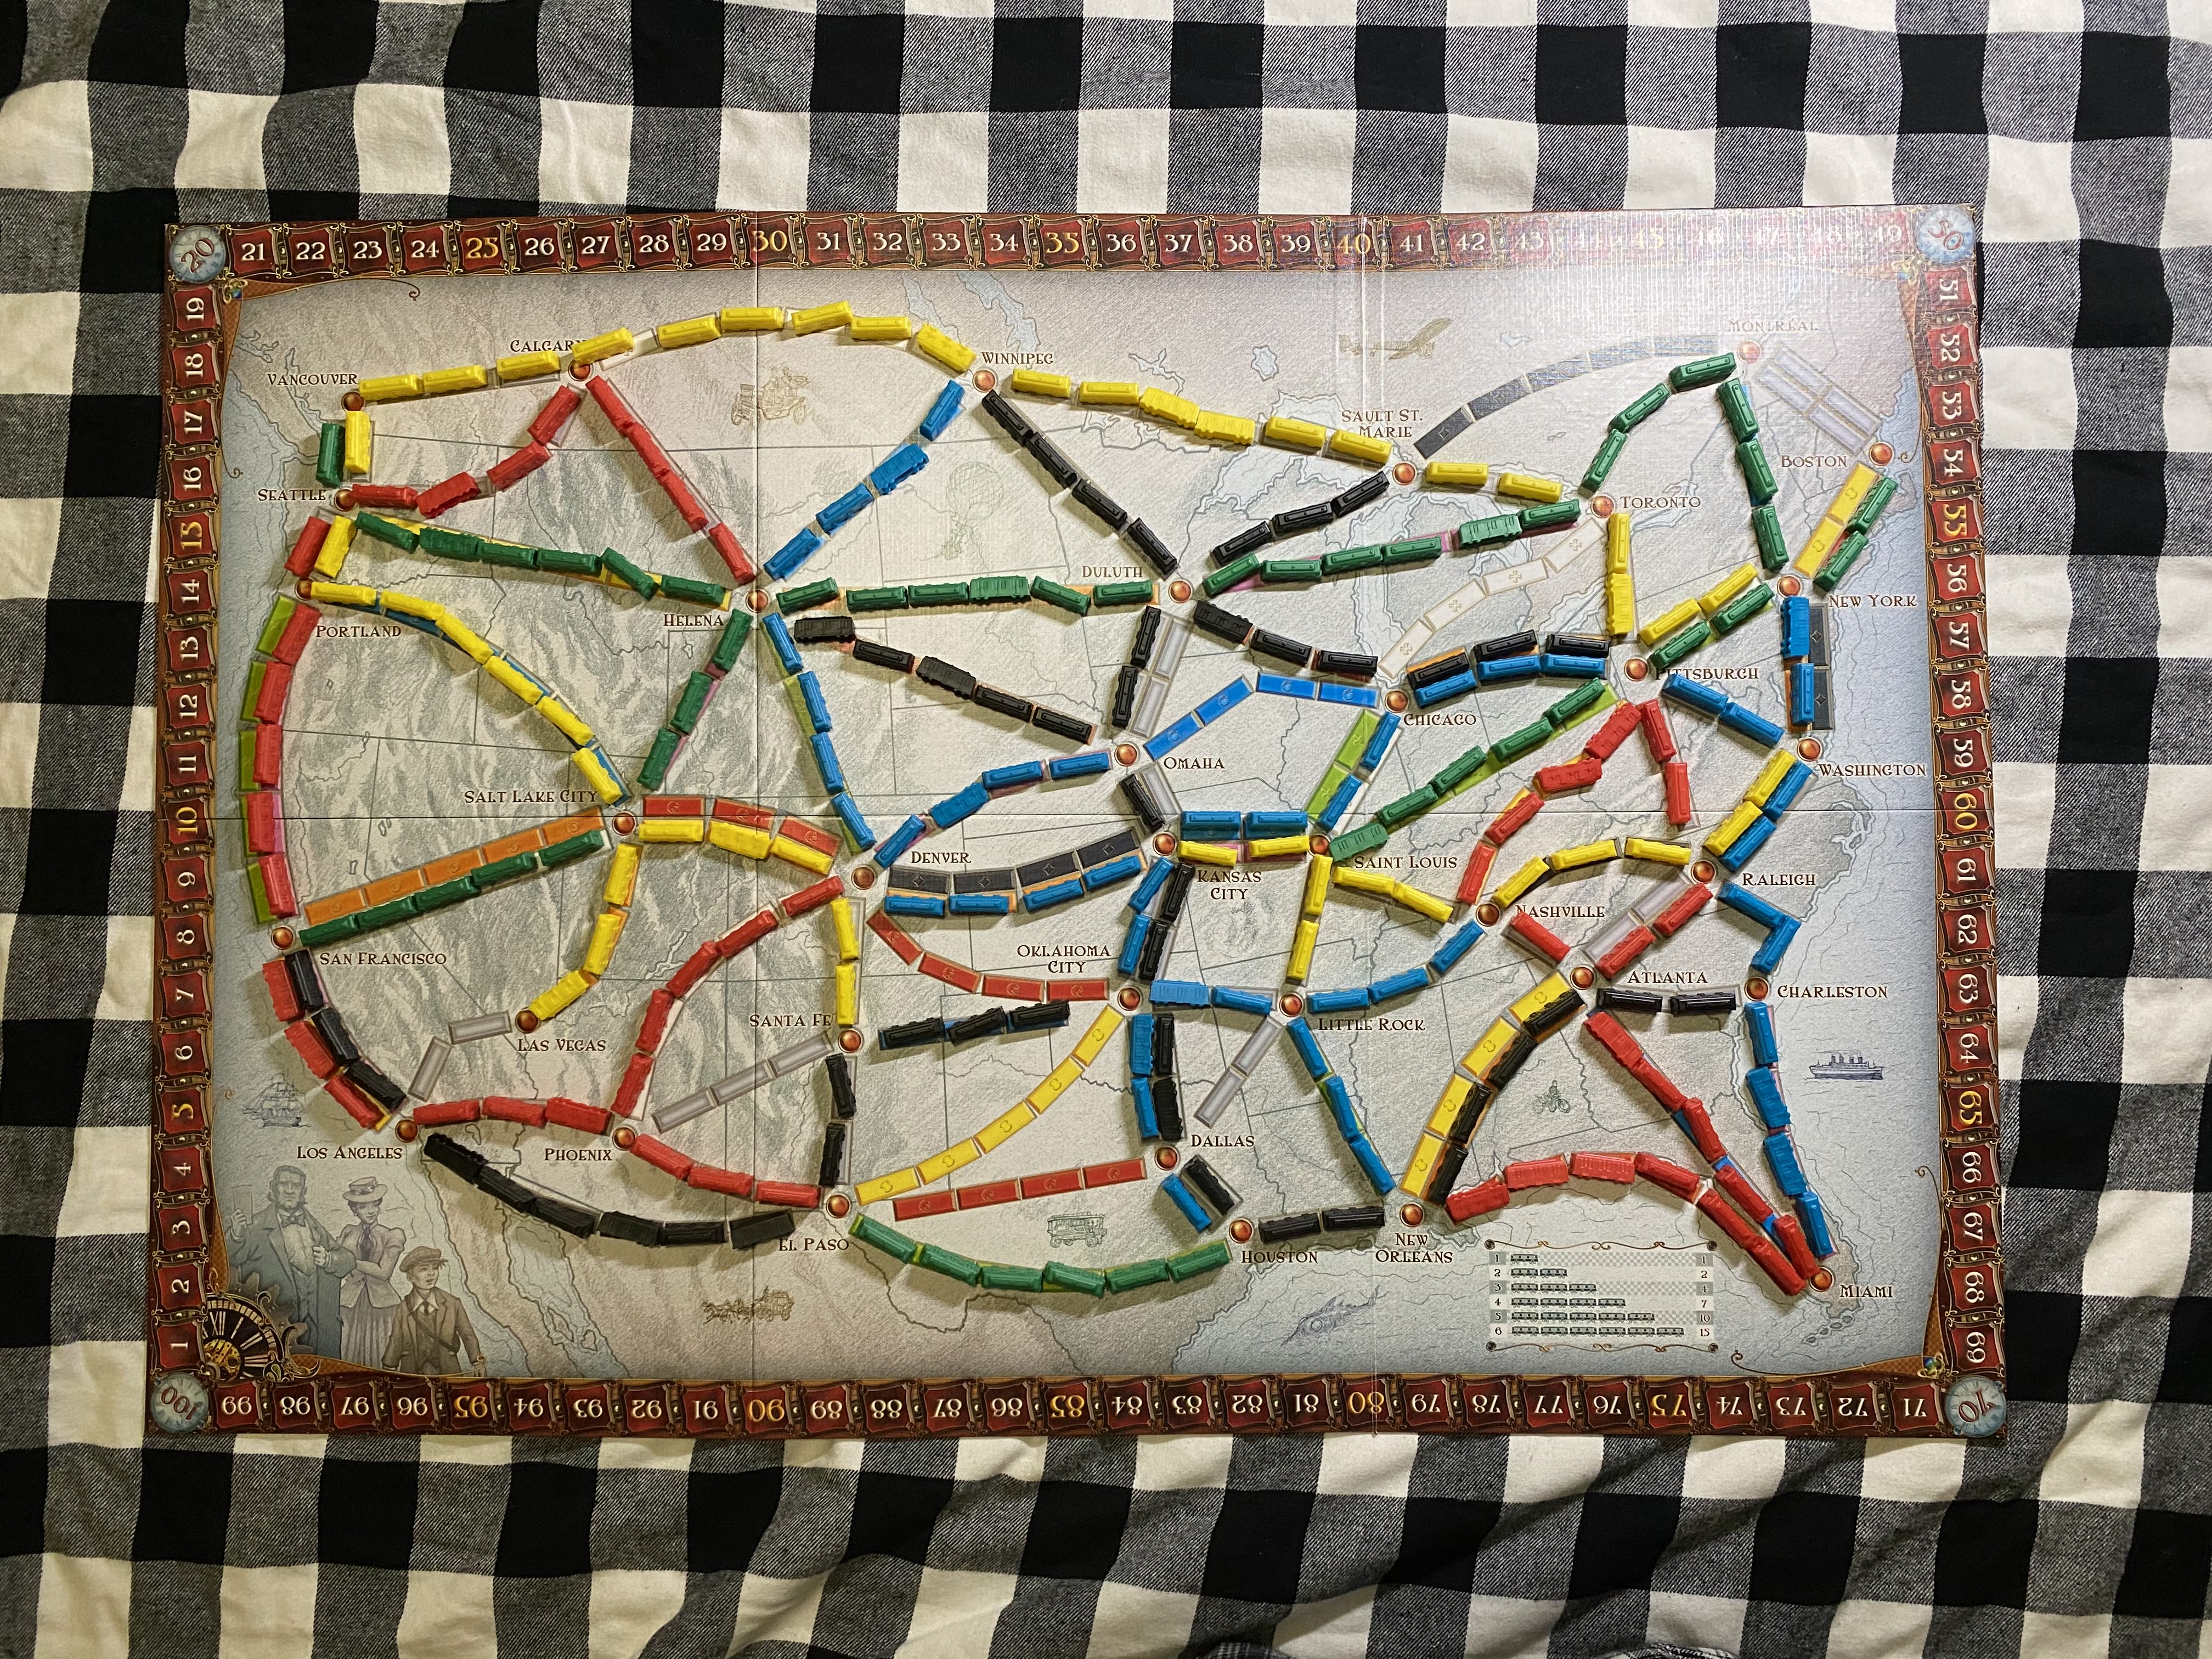 20 21 22 23 24 25 26 27 28 29 30 31 32 33 34 35 36 37 38 39 40 41 42 43 44 45 46 47 48 49 50
19
18
17
16
15
14
13
12
11
10
9
8
7
6
5
4
3
2
1
51
52
53
54
55
56
57
58
59
60
61
62
63
64
65
66
67
68
69
MONTRÉAL
CALGARY
WINNIPEG
VANCOUVER
SAULT ST.
MARIE
BOSTON
SEATTLE
TORONTO
DULUTH
NEW YORK
HELENA
PORTLAND
PITTSBURGH
CHICAGO
OMAHA
WASHINGTON
SALT LAKE CITY
DENVER
SAINT LOUIS
KANSAS
CITY
RALEIGH
NASHVILLE
SAN FRANCISCO
OKLAHOMA
CITY
ATLANTA
CHARLESTON
SANTA FE
LITTLE ROCK
LAS VEGAS
DALLAS
LOS ANGELES
PHOENIX
EL PASO
HOUSTON
NEW
ORLEANS
MIAMI
1 1
2 2
3 4
4 7
5 10
6 15
100 99 98 97 96 95 94 93 92 91 90 89 88 87 86 85 84 83 82 81 80 79 78 77 76 75 74 73 72 71 70